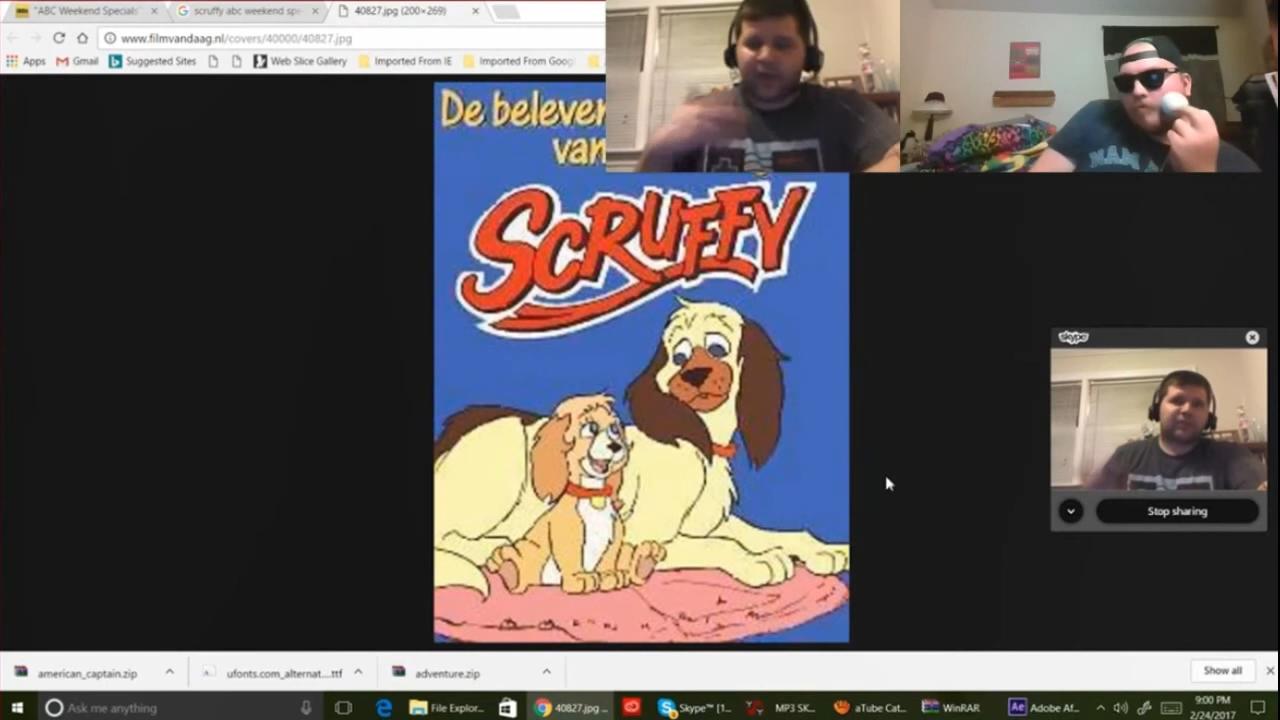 "ABC Weekend Specials"
scruffy abc weekend spe
40827.jpg (200×269)
www.filmvandaag.nl/covers/40000/40827.jpg
Apps
Gmail
Suggested Sites
Web Slice Gallery
Imported From IE
Imported From Goog
De belever
van
SCRUFFY
NAM
skype
Stop sharing
american_captain.zip
ufonts.com_alternat....ttf
adventure.zip
Show all
Ask me anything
File Explor...
40827.jpg ...
Skype™ [1...
MP3 SK...
aTube Cat...
WinRAR
Adobe Af...
9:00 PM
2/24/2017